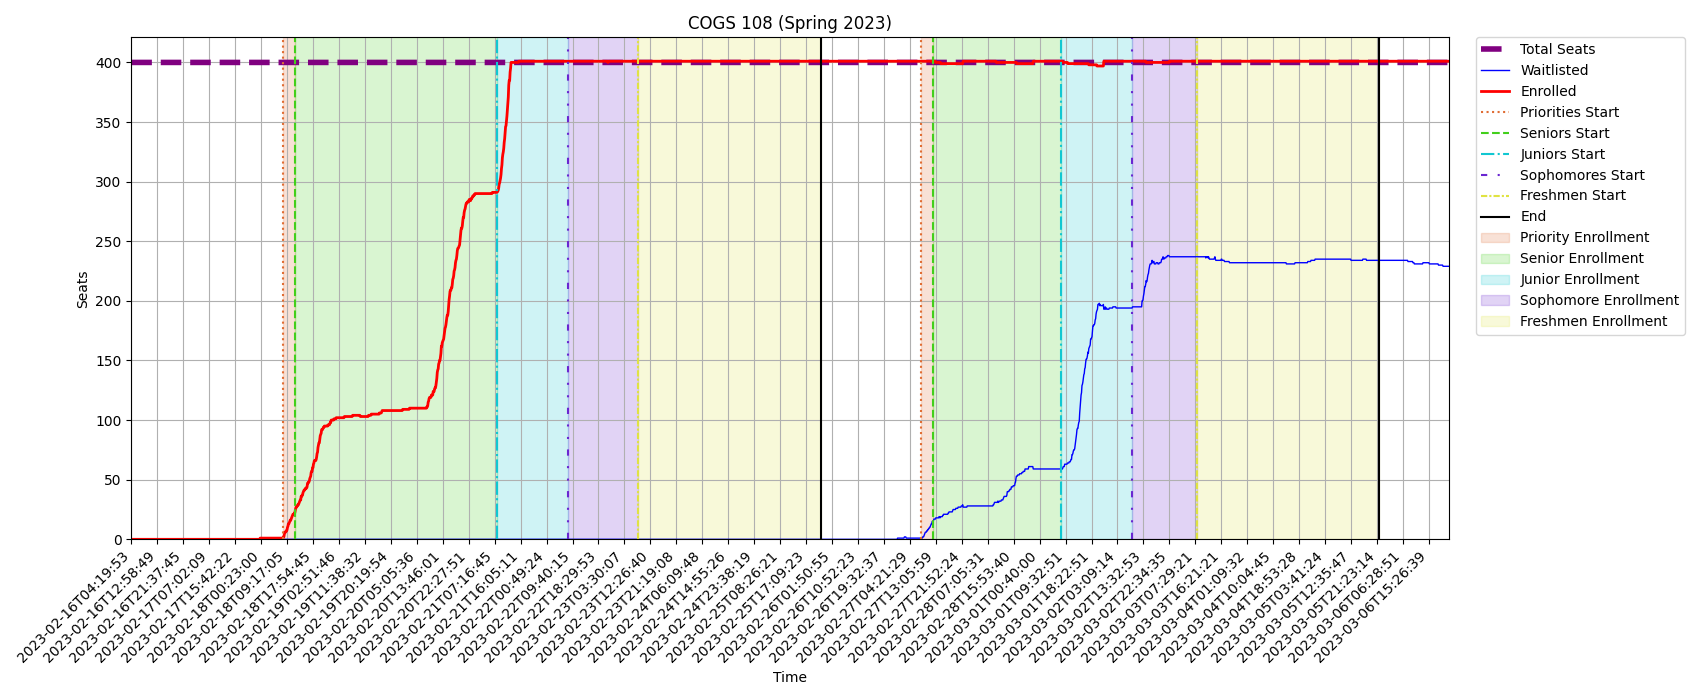 COGS 108 (Spring 2023)
Seats
400
350
300
250
200
150
100
50
0
2023-02-16T04:19:53
2023-02-16T12:58:49
2023-02-16T21:37:45
2023-02-17T07:02:09
2023-02-17T15:42:22
2023-02-18T00:23:00
2023-02-18T09:17:05
2023-02-18T17:54:45
2023-02-19T02:51:46
2023-02-19T11:38:32
2023-02-19T20:19:54
2023-02-20T05:05:36
2023-02-20T13:46:01
2023-02-20T22:27:51
2023-02-21T07:16:45
2023-02-21T16:05:11
2023-02-22T00:49:24
2023-02-22T09:40:15
2023-02-22T18:29:53
2023-02-23T03:30:07
2023-02-23T12:26:40
2023-02-23T21:19:08
2023-02-24T06:09:48
2023-02-24T14:55:26
2023-02-24T23:38:19
2023-02-25T08:26:21
2023-02-25T17:09:23
2023-02-26T01:50:55
2023-02-26T10:52:23
2023-02-26T19:32:37
2023-02-27T04:21:29
2023-02-27T13:05:59
2023-02-27T21:52:24
2023-02-28T07:05:31
2023-02-28T15:53:40
2023-03-01T00:40:00
2023-03-01T09:32:51
2023-03-01T18:22:51
2023-03-02T03:09:14
2023-03-02T13:32:53
2023-03-02T22:34:35
2023-03-03T07:29:21
2023-03-03T16:21:21
2023-03-04T01:09:32
2023-03-04T10:04:45
2023-03-04T18:53:28
2023-03-05T03:41:24
2023-03-05T12:35:47
2023-03-05T21:23:14
2023-03-06T06:28:51
2023-03-06T15:26:39
Time
Total Seats
Waitlisted
Enrolled
Priorities Start
Seniors Start
Juniors Start
Sophomores Start
Freshmen Start
End
Priority Enrollment
Senior Enrollment
Junior Enrollment
Sophomore Enrollment
Freshmen Enrollment